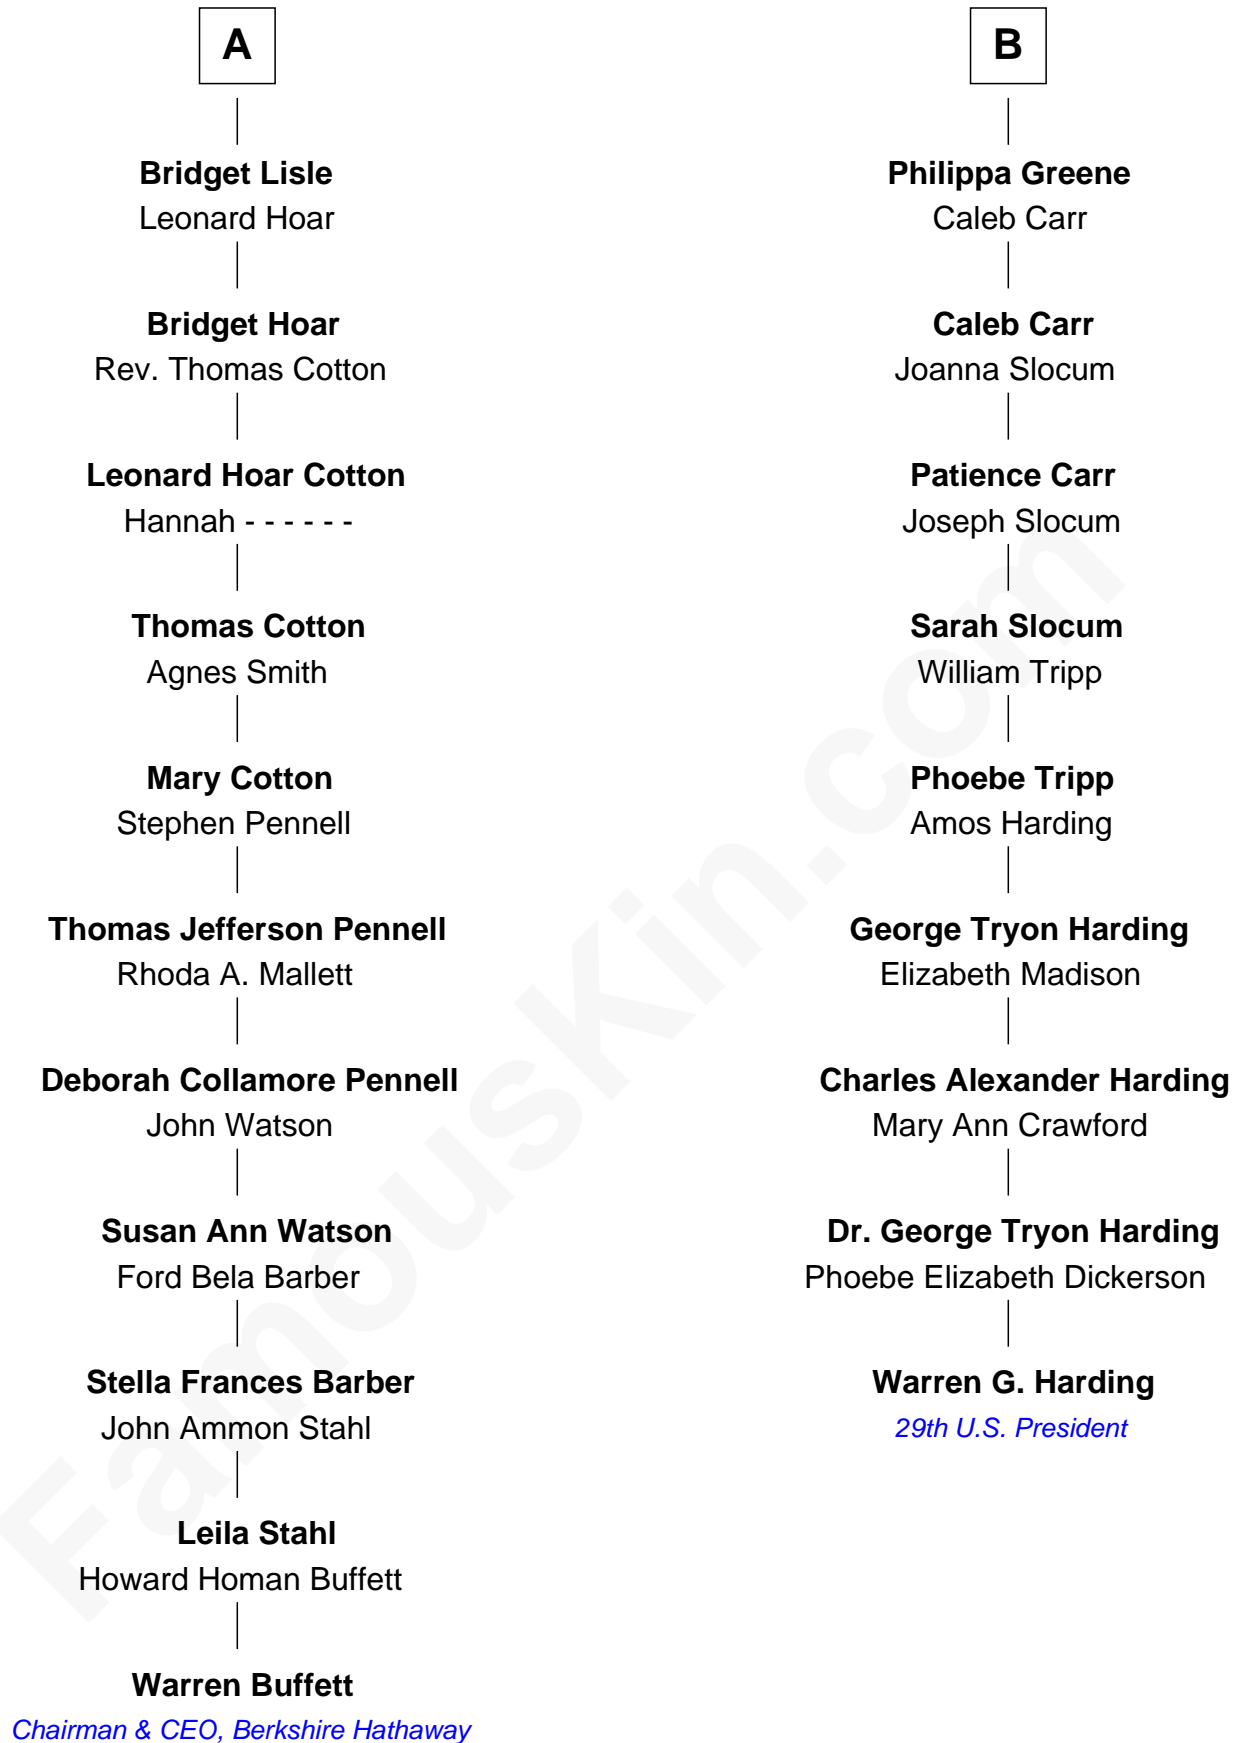 A
Bridget Lisle
Leonard Hoar
Bridget Hoar
Rev. Thomas Cotton
Leonard Hoar Cotton
Hannah - - - - - -
Thomas Cotton
Agnes Smith
Mary Cotton
Stephen Pennell
Thomas Jefferson Pennell
Rhoda A. Mallett
Deborah Collamore Pennell
John Watson
Susan Ann Watson
Ford Bela Barber
Stella Frances Barber
John Ammon Stahl
Leila Stahl
Howard Homan Buffett
Warren Buffett
Chairman & CEO, Berkshire Hathaway
B
Philippa Greene
Caleb Carr
Caleb Carr
Joanna Slocum
Patience Carr
Joseph Slocum
Sarah Slocum
William Tripp
Phoebe Tripp
Amos Harding
George Tryon Harding
Elizabeth Madison
Charles Alexander Harding
Mary Ann Crawford
Dr. George Tryon Harding
Phoebe Elizabeth Dickerson
Warren G. Harding
29th U.S. President
FamousKin.com